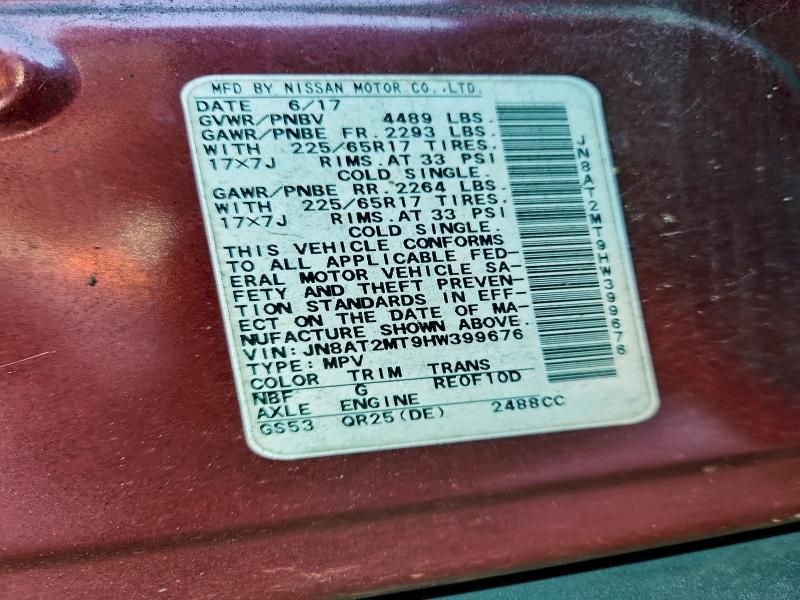 MFD BY NISSAN MOTOR CO.,LTD.
DATE 6/17
GVWR/PNBV 4489 LBS.
GAWR/PNBE FR. 2293 LBS.
WITH 225/65R17 TIRES.
17×7J RIMS.AT 33 PSI
COLD SINGLE.
GAWR/PNBE RR. 2264 LBS.
WITH 225/65R17 TIRES.
17×7J RIMS.AT 33 PSI
COLD SINGLE.
THIS VEHICLE CONFORMS
TO ALL APPLICABLE FED-
ERAL MOTOR VEHICLE SA-
FETY AND THEFT PREVEN-
TION STANDARDS IN EFF-
ECT ON THE DATE OF MA-
NUFACTURE SHOWN ABOVE.
VIN:JN8AT2MT9HW399676
TYPE:MPV
COLOR TRIM TRANS
NBF G RE0F10D
AXLE ENGINE
GS53 QR25(DE) 2488CC
JN8AT2MT9HW399676